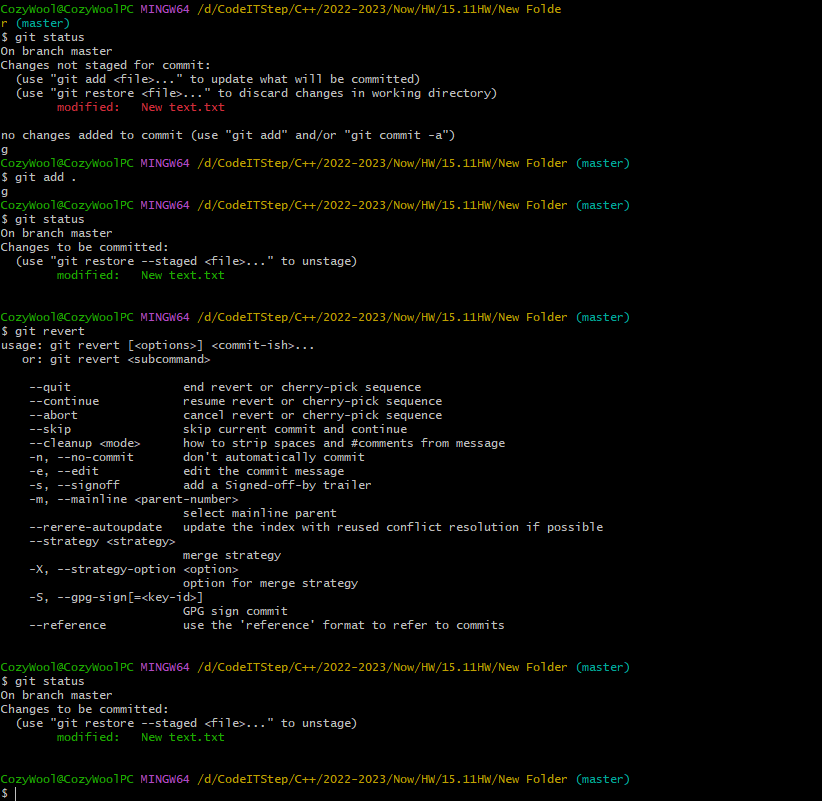 CozyWool@CozyWoolPC MINGW64 /d/CodeITStep/C++/2022-2023/Now/HW/15.11HW/New Folde
r (master)
$ git status
On branch master
Changes not staged for commit:
  (use "git add <file>..." to update what will be committed)
  (use "git restore <file>..." to discard changes in working directory)
        modified:   New text.txt

no changes added to commit (use "git add" and/or "git commit -a")
g
CozyWool@CozyWoolPC MINGW64 /d/CodeITStep/C++/2022-2023/Now/HW/15.11HW/New Folder (master)
$ git add .
g
CozyWool@CozyWoolPC MINGW64 /d/CodeITStep/C++/2022-2023/Now/HW/15.11HW/New Folder (master)
$ git status
On branch master
Changes to be committed:
  (use "git restore --staged <file>..." to unstage)
        modified:   New text.txt


CozyWool@CozyWoolPC MINGW64 /d/CodeITStep/C++/2022-2023/Now/HW/15.11HW/New Folder (master)
$ git revert
usage: git revert [<options>] <commit-ish>...
   or: git revert <subcommand>

    --quit                end revert or cherry-pick sequence
    --continue            resume revert or cherry-pick sequence
    --abort               cancel revert or cherry-pick sequence
    --skip                skip current commit and continue
    --cleanup <mode>      how to strip spaces and #comments from message
    -n, --no-commit       don't automatically commit
    -e, --edit            edit the commit message
    -s, --signoff         add a Signed-off-by trailer
    -m, --mainline <parent-number>
                          select mainline parent
    --rerere-autoupdate   update the index with reused conflict resolution if possible
    --strategy <strategy>
                          merge strategy
    -X, --strategy-option <option>
                          option for merge strategy
    -S, --gpg-sign[=<key-id>]
                          GPG sign commit
    --reference           use the 'reference' format to refer to commits


CozyWool@CozyWoolPC MINGW64 /d/CodeITStep/C++/2022-2023/Now/HW/15.11HW/New Folder (master)
$ git status
On branch master
Changes to be committed:
  (use "git restore --staged <file>..." to unstage)
        modified:   New text.txt


CozyWool@CozyWoolPC MINGW64 /d/CodeITStep/C++/2022-2023/Now/HW/15.11HW/New Folder (master)
$